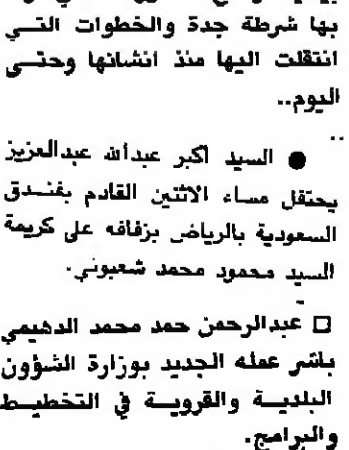 بها شرطة جدة والخطوات التي
انتقلت اليها منذ انشائها وحتى
اليوم..
● السيد اكبر عبدالله عبدالعزيز
يحتفل مساء الاثنين القادم بفندق
السعودية بالرياض بزفافه على كريمة
السيد محمود محمد شعبوني.
□ عبدالرحمن حمد محمد الدهيمي
باشر عمله الجديد بوزارة الشؤون
البلدية والقروية في التخطيط
والبرامج.